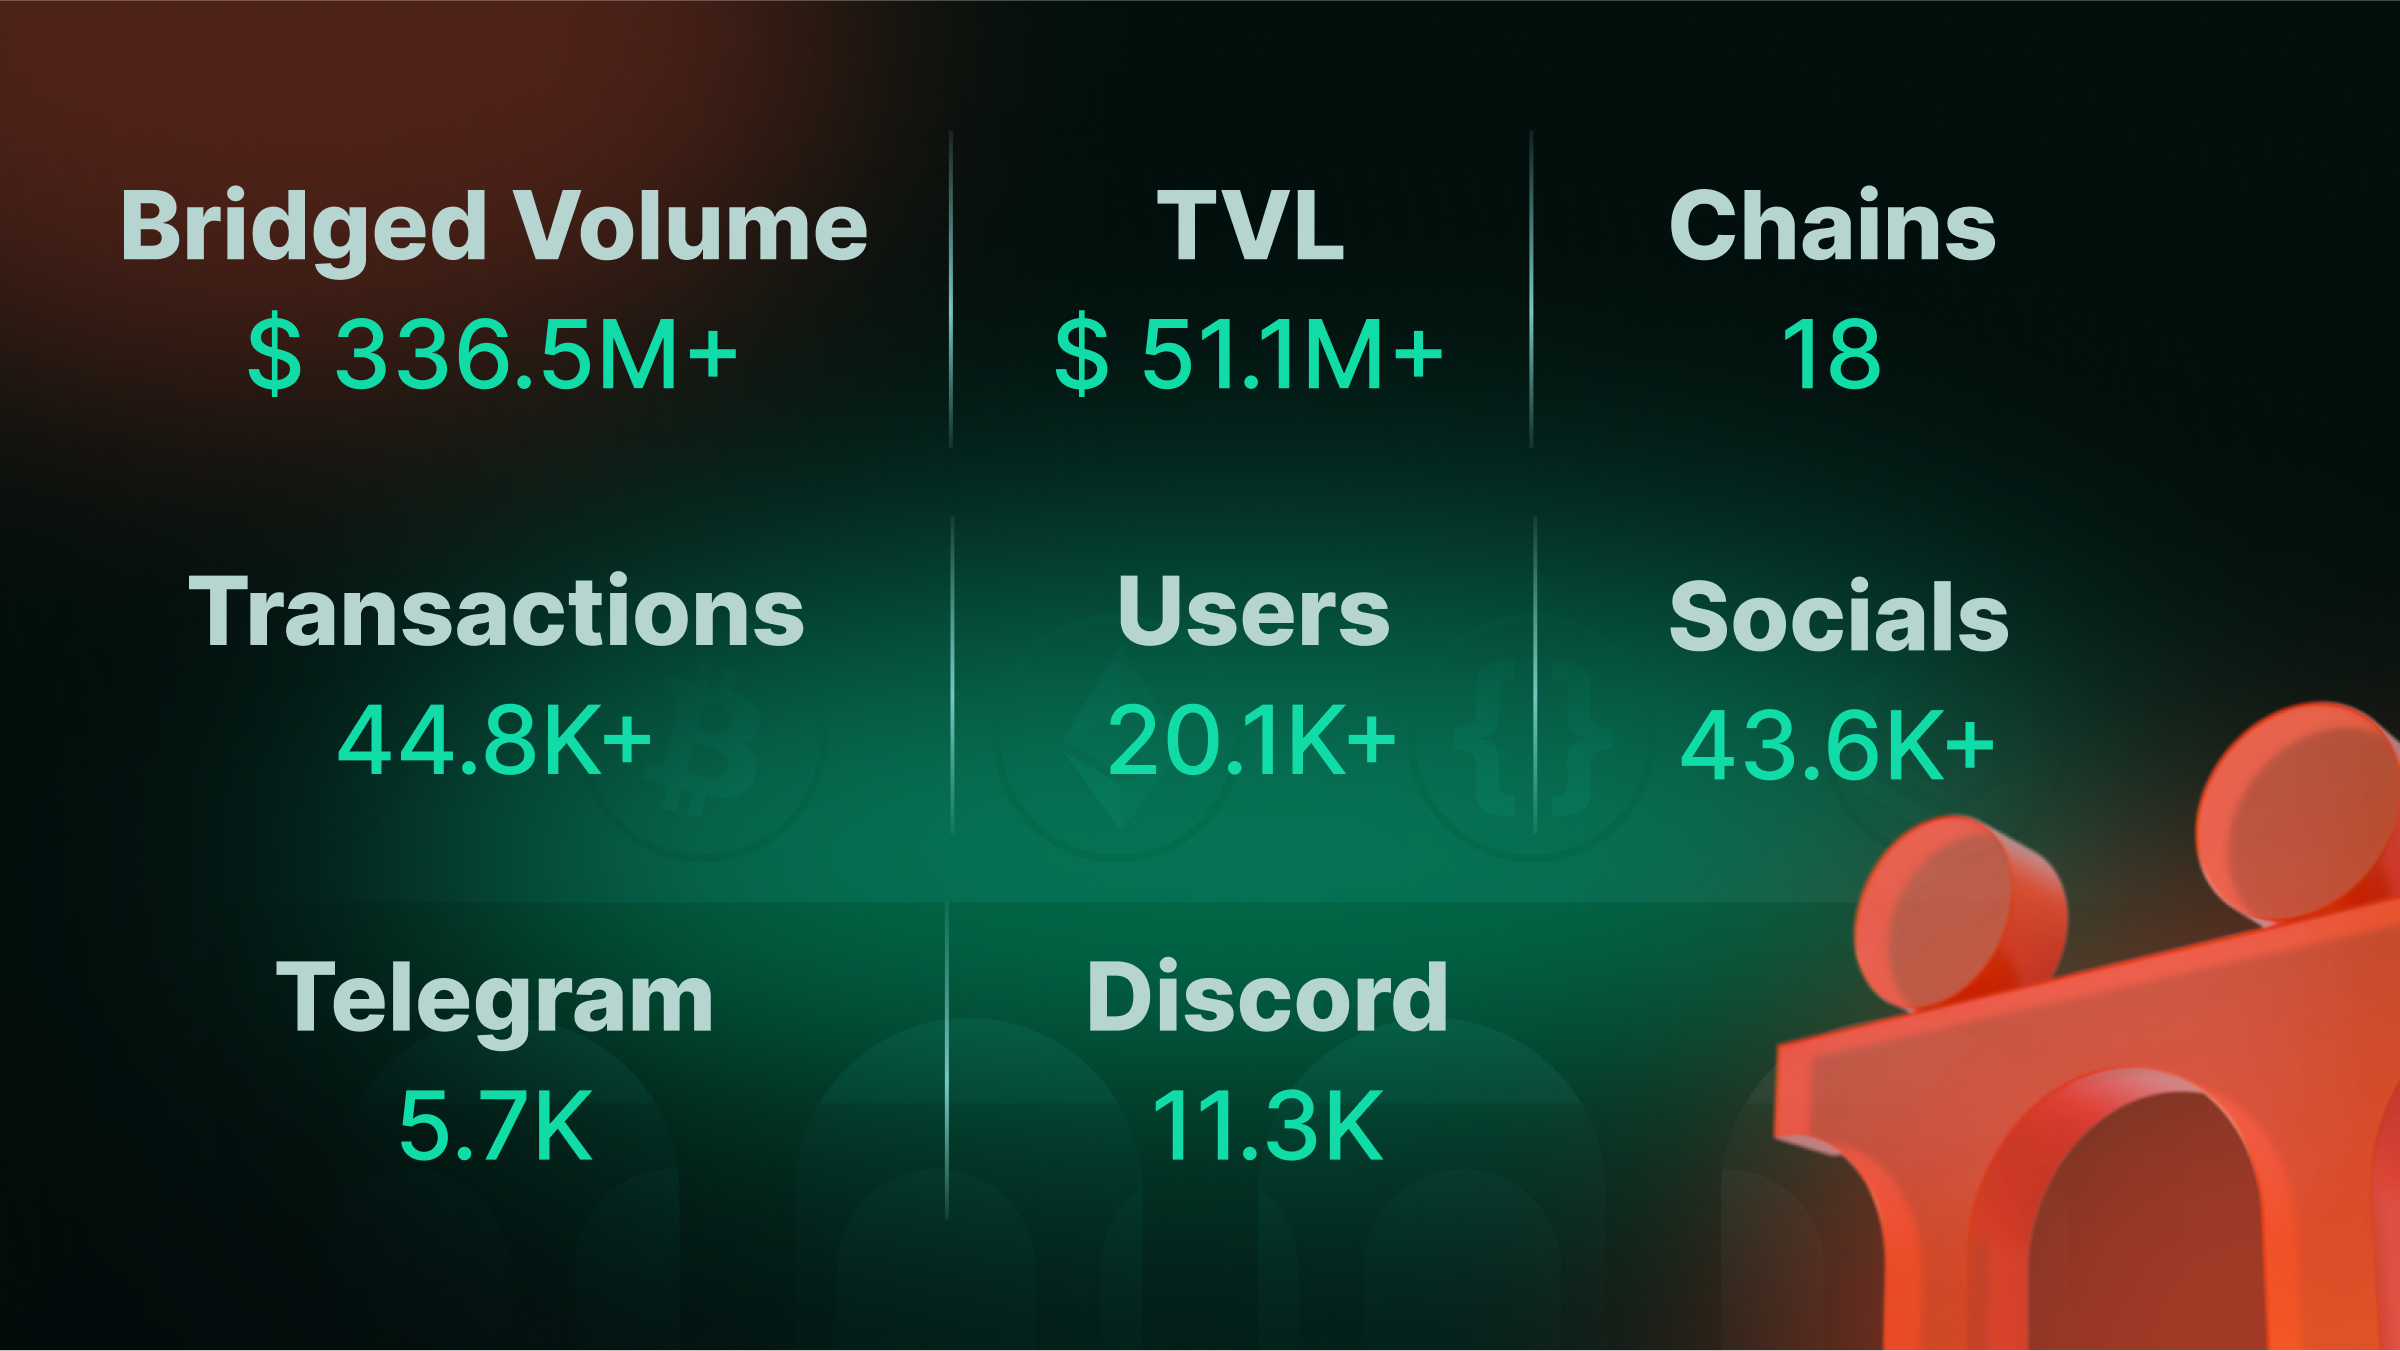 Bridged Volume
$ 336.5M+
TVL
$ 51.1M+
Chains
18
Transactions
44.8K+
Users
20.1K+
Socials
43.6K+
Telegram
5.7K
Discord
11.3K